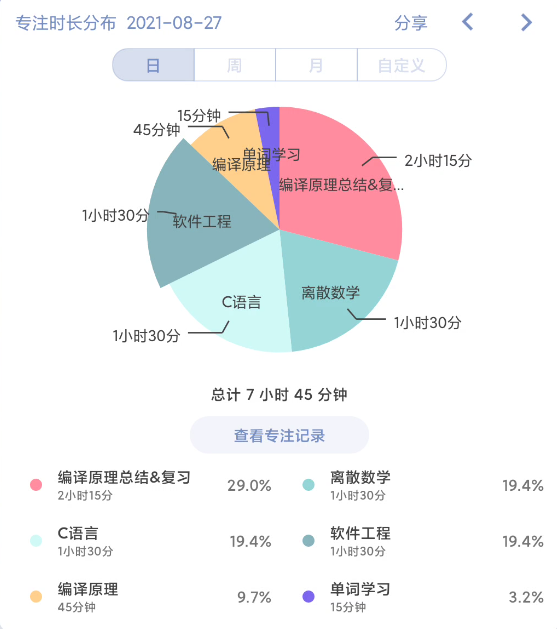 专注时长分布 2021-08-27
分享
日 周 月 自定义
15分钟
45分钟
单词学习
编译原理
2小时15分
编译原理总结&复...
1小时30分
软件工程
离散数学
C语言
1小时30分
1小时30分
总计 7 小时 45 分钟
查看专注记录
编译原理总结&复习 29.0%
2小时15分
离散数学 19.4%
1小时30分
C语言 19.4%
1小时30分
软件工程 19.4%
1小时30分
编译原理 9.7%
45分钟
单词学习 3.2%
15分钟